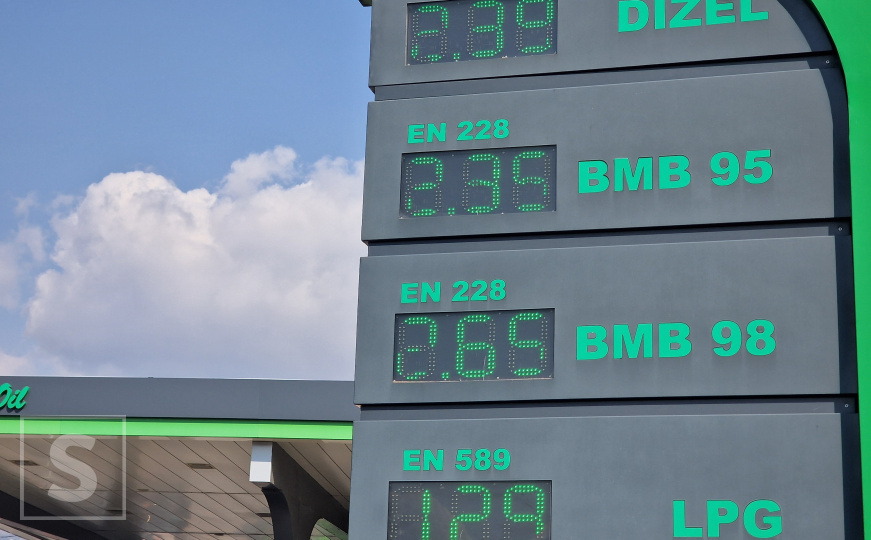 2.39 DIZEL
EN 228
2.35 BMB 95
EN 228
2.65 BMB 98
Oil
EN 589
1.29 LPG
S